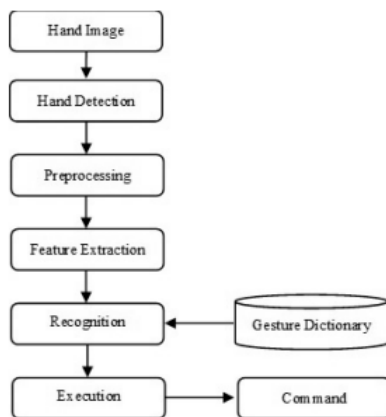 Hand Image
Hand Detection
Preprocessing
Feature Extraction
Recognition
Gesture Dictionary
Execution
Command